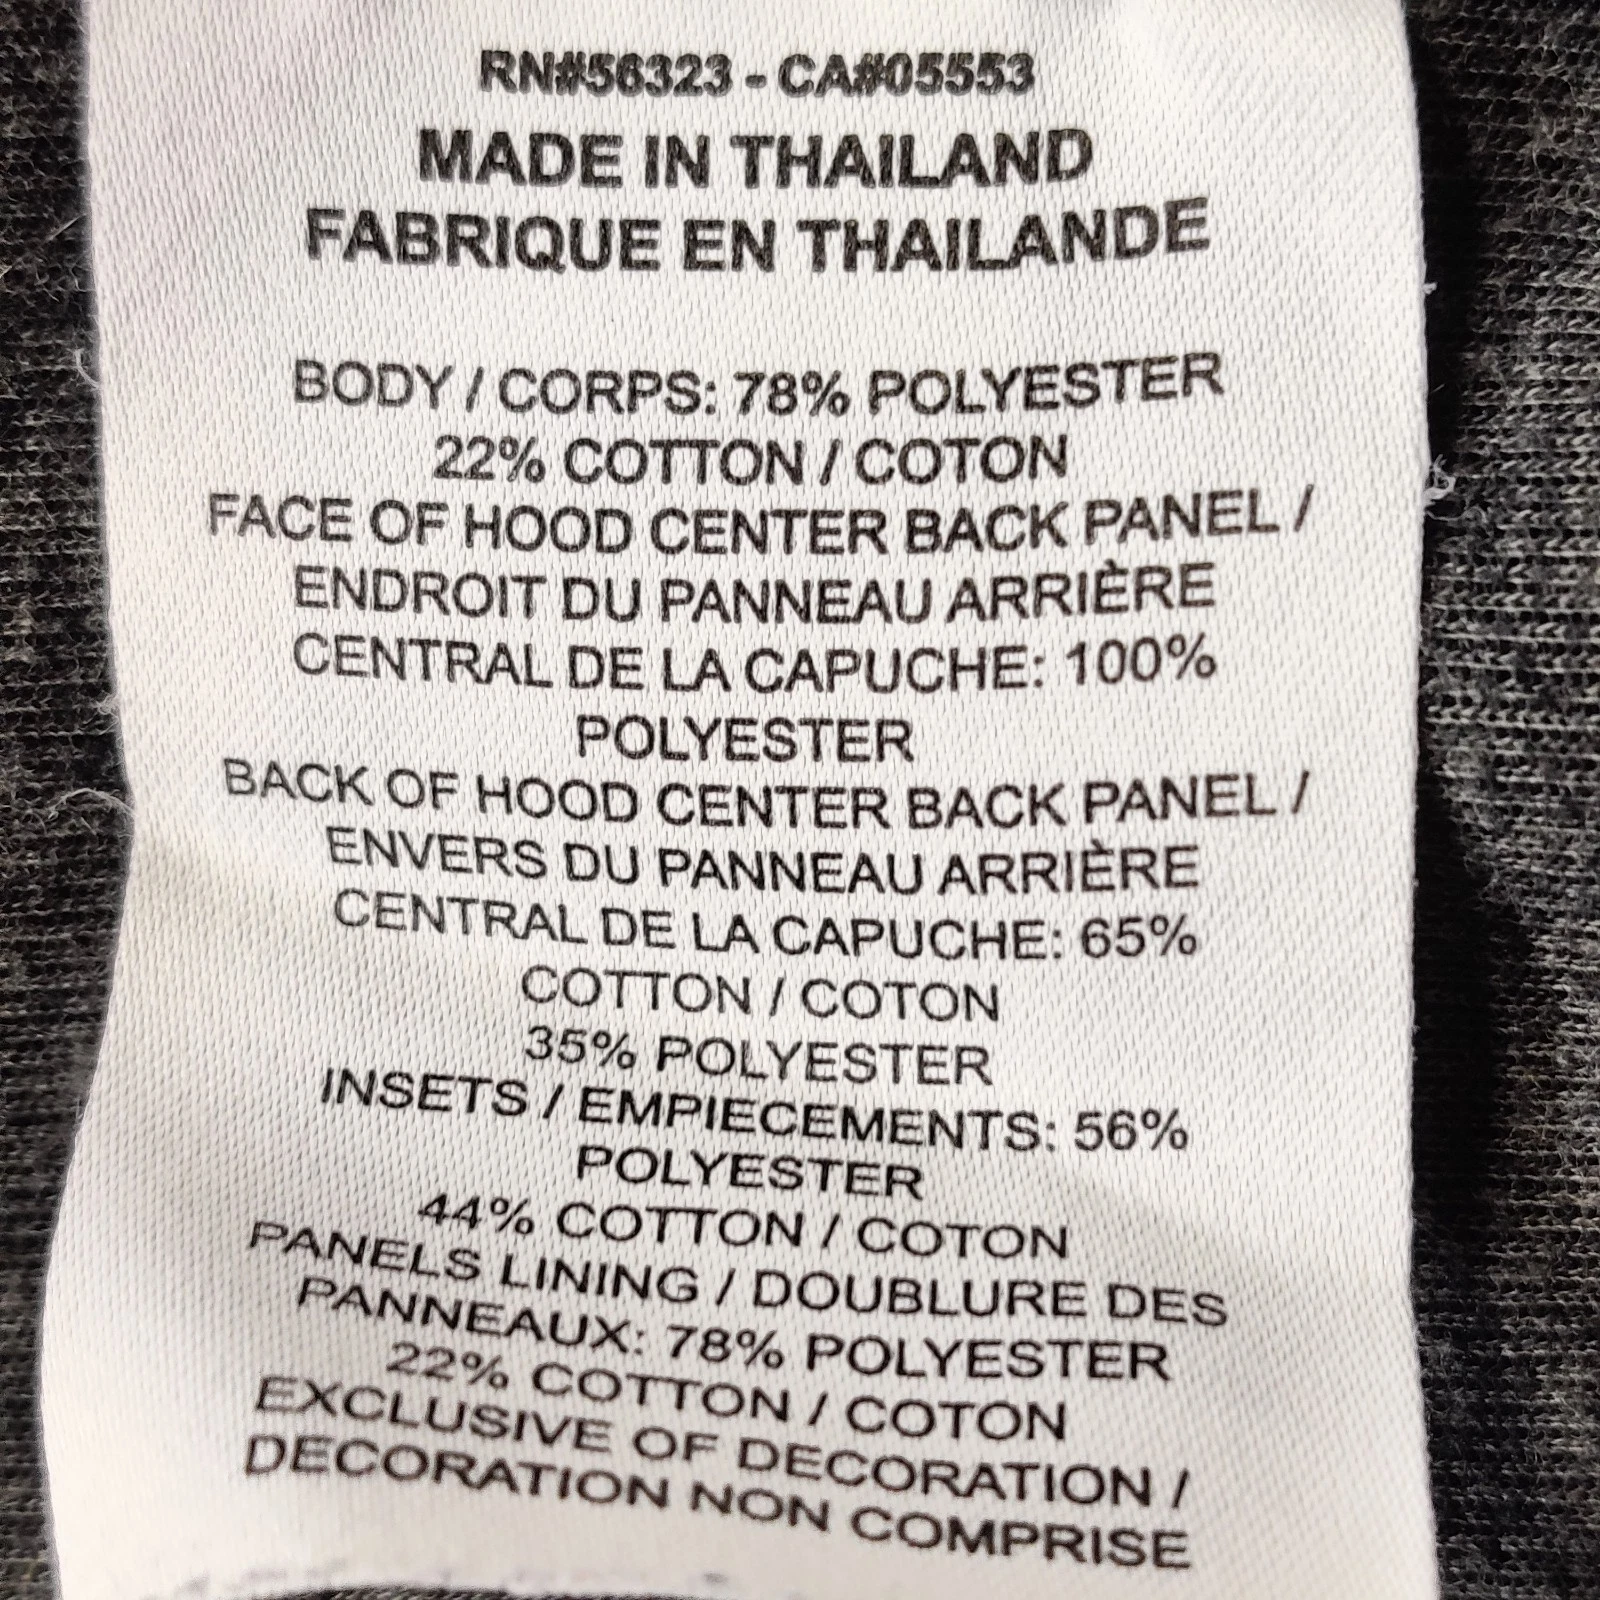 RN#56323 - CA#05553
MADE IN THAILAND
FABRIQUE EN THAILANDE
BODY / CORPS: 78% POLYESTER
22% COTTON / COTON
FACE OF HOOD CENTER BACK PANEL /
ENDROIT DU PANNEAU ARRIÈRE
CENTRAL DE LA CAPUCHE: 100%
POLYESTER
BACK OF HOOD CENTER BACK PANEL /
ENVERS DU PANNEAU ARRIÈRE
CENTRAL DE LA CAPUCHE: 65%
COTTON / COTON
35% POLYESTER
INSETS / EMPIECEMENTS: 56%
POLYESTER
44% COTTON / COTON
PANELS LINING / DOUBLURE DES
PANNEAUX: 78% POLYESTER
22% COTTON / COTON
EXCLUSIVE OF DECORATION /
DECORATION NON COMPRISE